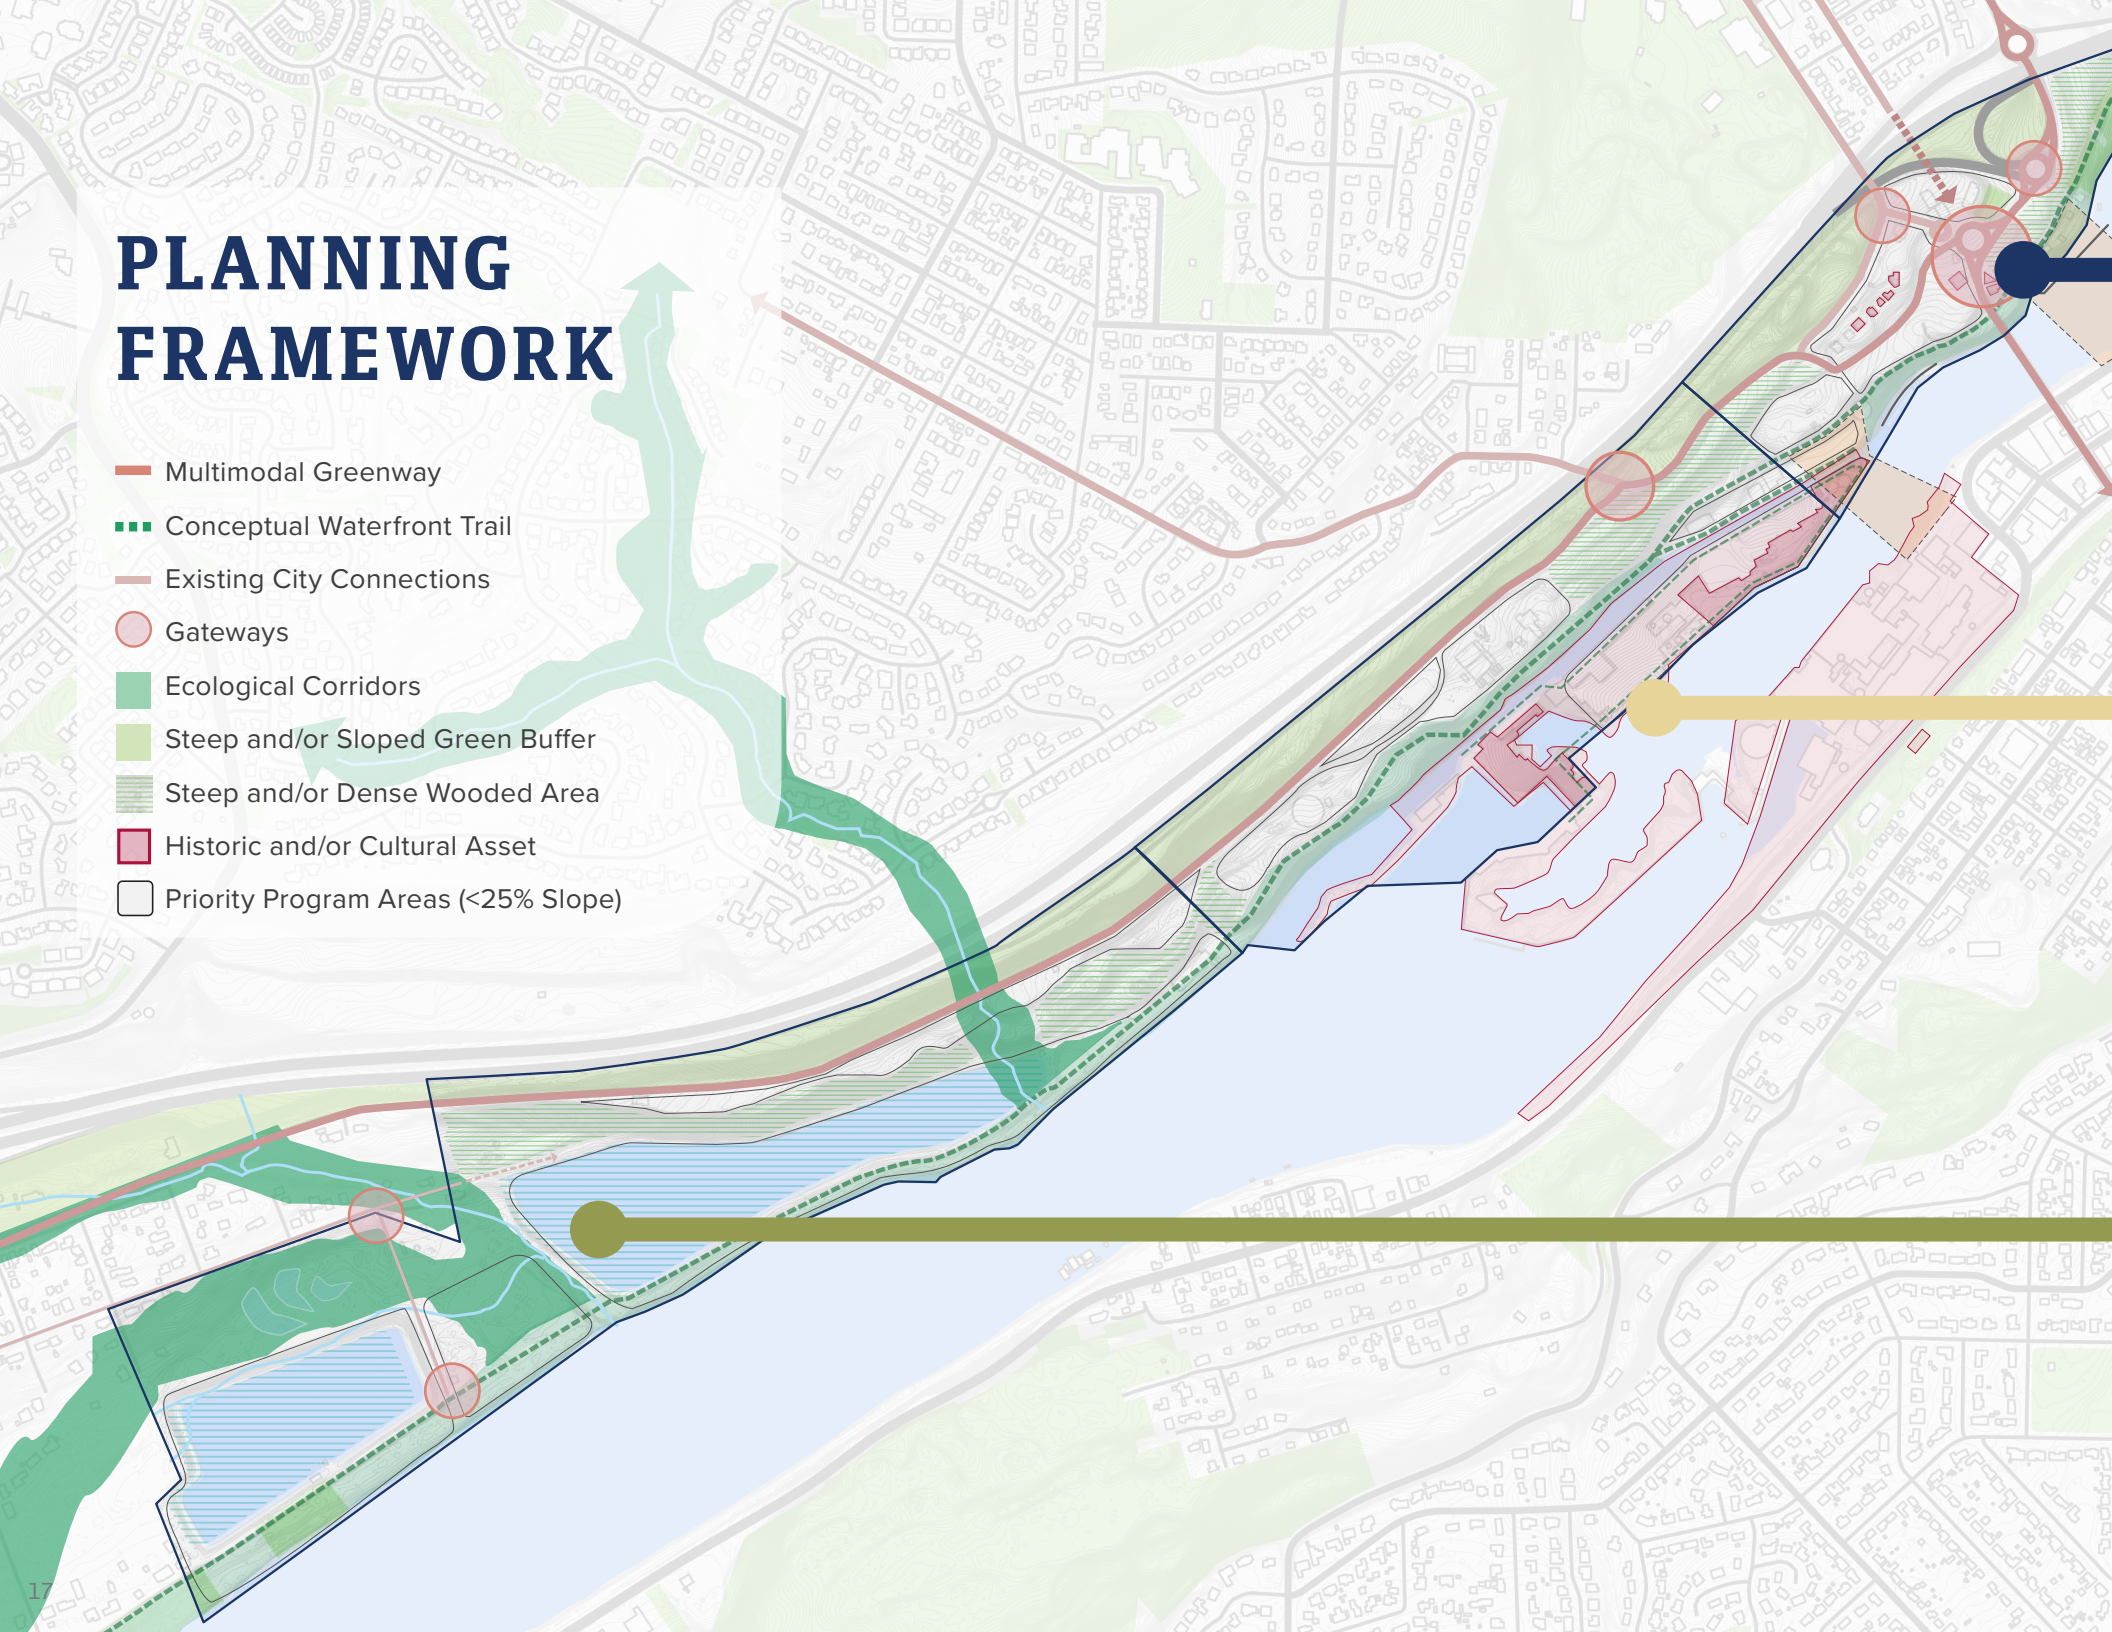 PLANNING
FRAMEWORK
Multimodal Greenway
Conceptual Waterfront Trail
Existing City Connections
Gateways
Ecological Corridors
Steep and/or Sloped Green Buffer
Steep and/or Dense Wooded Area
Historic and/or Cultural Asset
Priority Program Areas (<25% Slope)
17